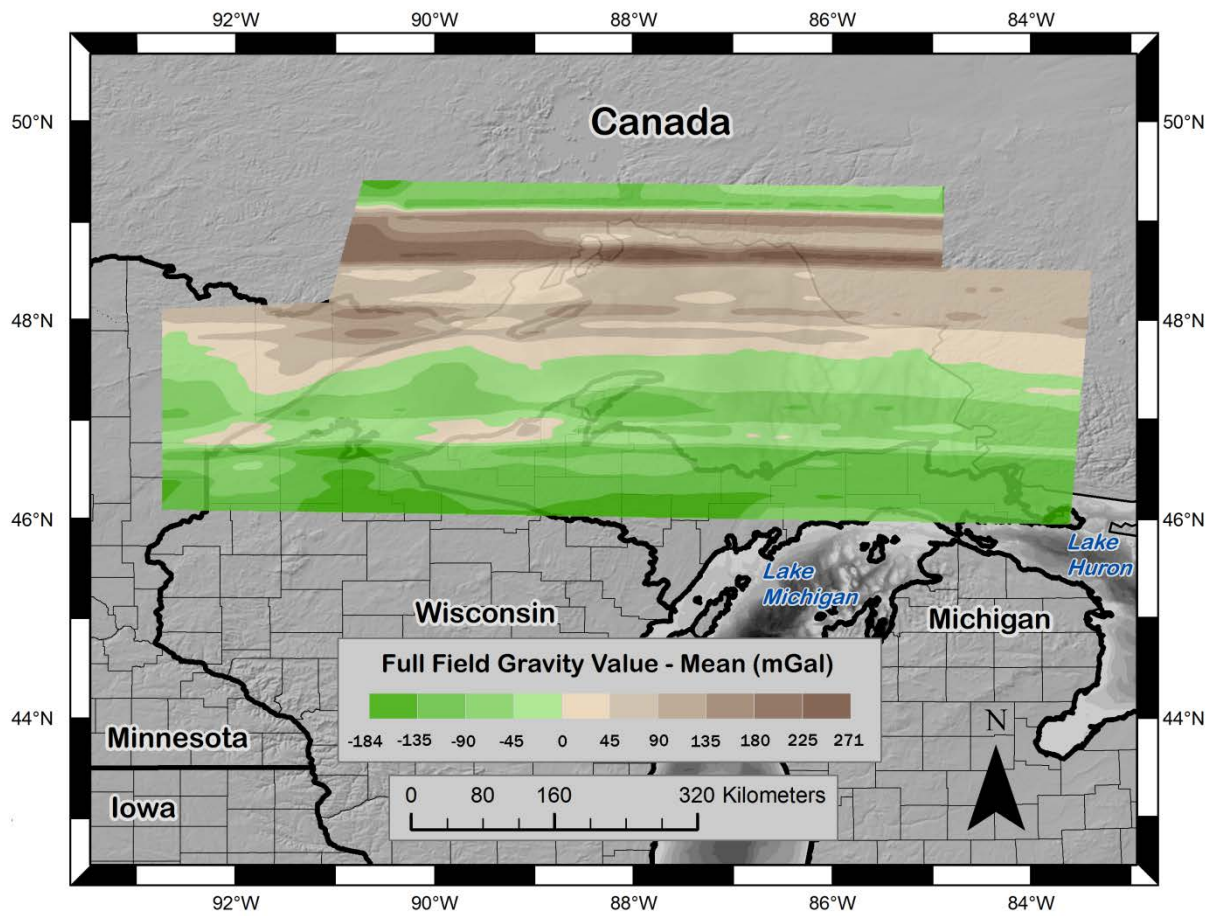 92°W 90°W 88°W 86°W 84°W
50°N Canada 50°N
48°N 48°N
46°N 46°N
Lake
Huron
Lake
Michigan
Wisconsin Michigan
Full Field Gravity Value - Mean (mGal)
-184 -135 -90 -45 0 45 90 135 180 225 271
44°N N 44°N
Minnesota
0 80 160 320 Kilometers
Iowa
92°W 90°W 88°W 86°W 84°W